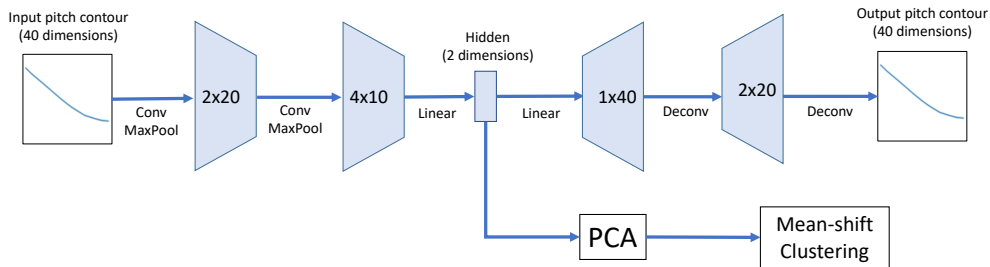 Input pitch contour
(40 dimensions)
Conv
MaxPool
2x20
Conv
MaxPool
4x10
Linear
Hidden
(2 dimensions)
Linear
1x40
Deconv
2x20
Deconv
Output pitch contour
(40 dimensions)
PCA
Mean-shift
Clustering